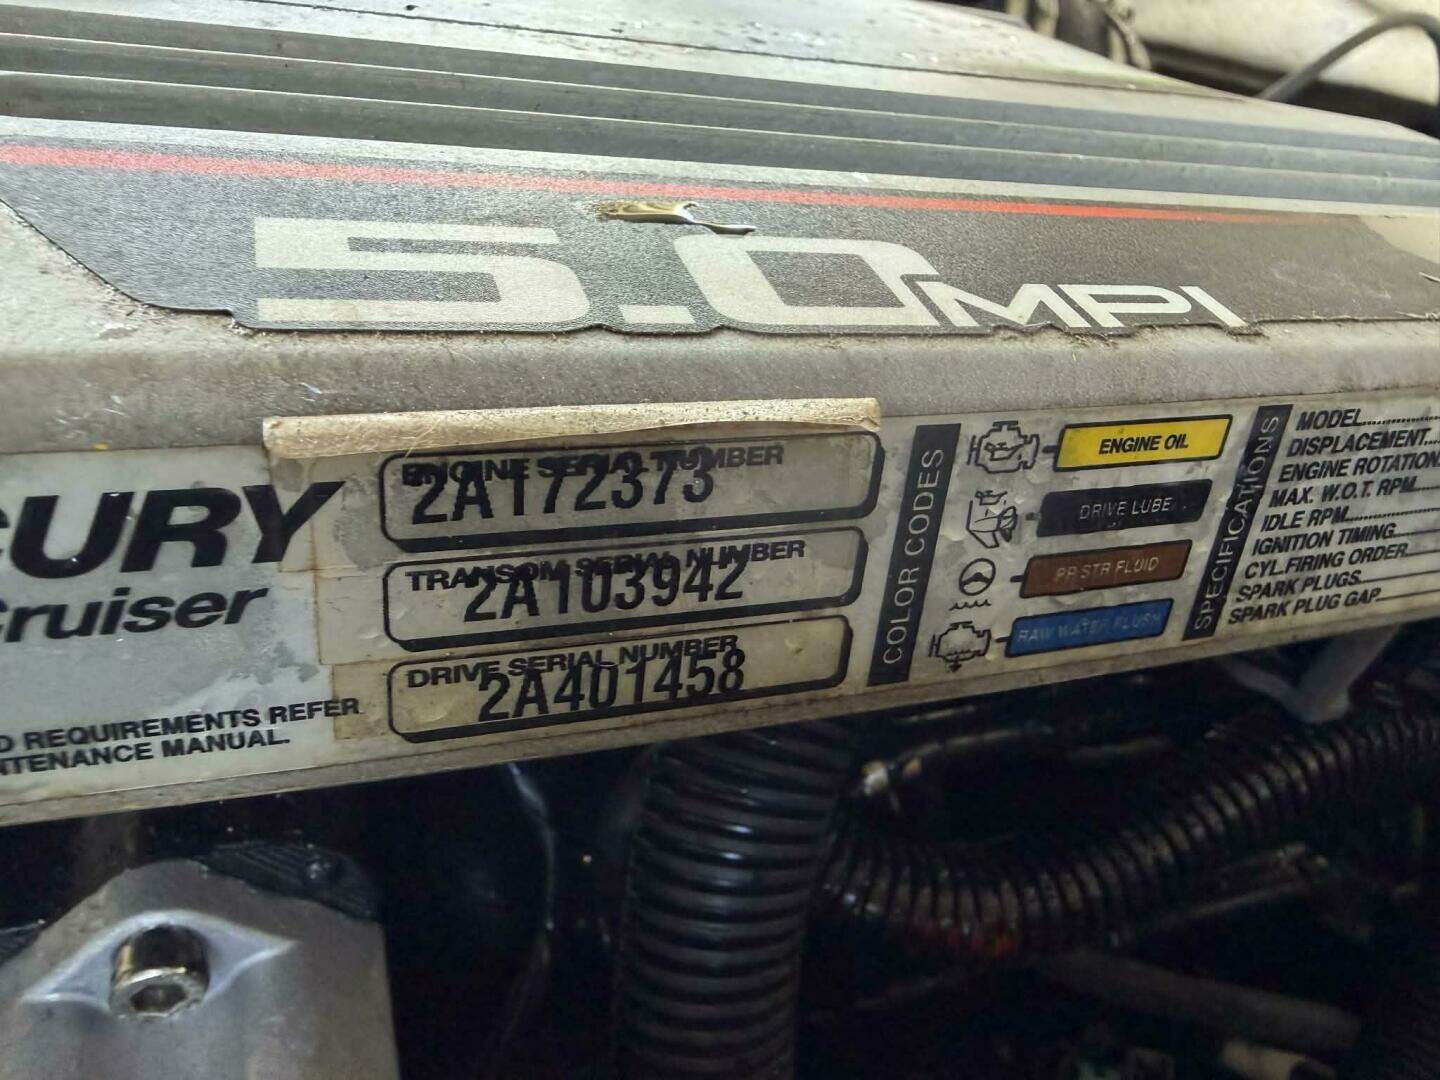 5.0 MPI
CURY
Cruiser
D REQUIREMENTS REFER
NTENANCE MANUAL.
ENGINE SERIAL NUMBER
2A172373
TRANSOM SERIAL NUMBER
2A103942
DRIVE SERIAL NUMBER
2A401458
COLOR CODES
ENGINE OIL
DRIVE LUBE
PR STR FLUID
RAW WATER FLUSH
SPECIFICATIONS
MODEL
DISPLACEMENT
ENGINE ROTATION
MAX. W.O.T. RPM
IDLE RPM
IGNITION TIMING
CYL.FIRING ORDER
SPARK PLUGS
SPARK PLUG GAP